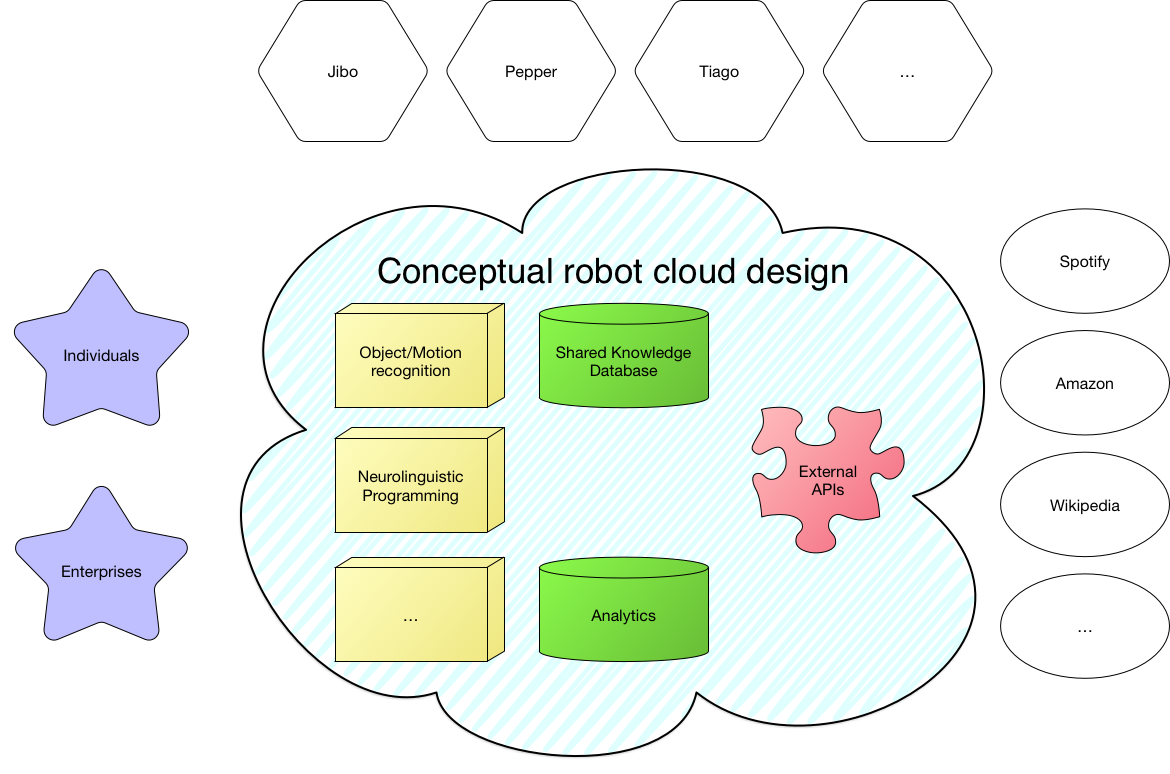 Jibo
Pepper
Tiago
...
Conceptual robot cloud design
Individuals
Enterprises
Object/Motion
recognition
Shared Knowledge
Database
Neurolinguistic
Programming
...
Analytics
External
APIs
Spotify
Amazon
Wikipedia
...